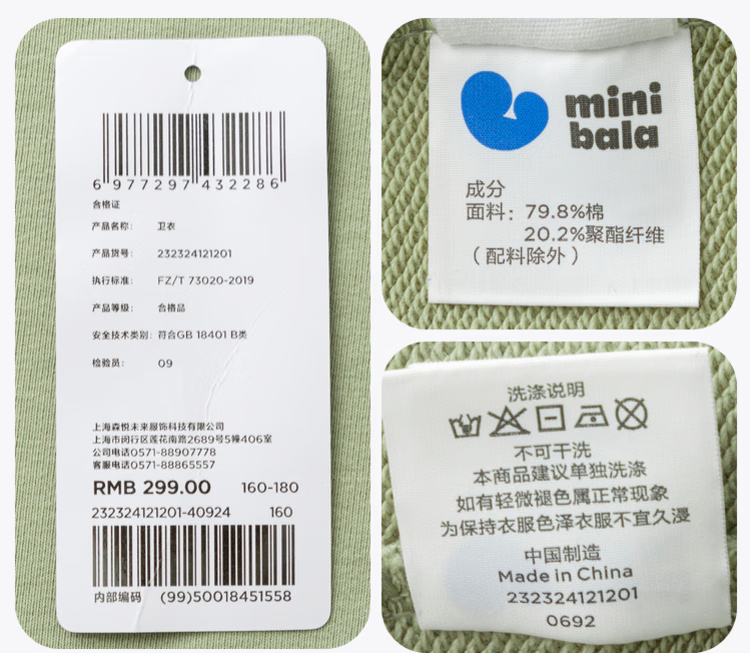 6 977297 432286
合格证
产品名称: 卫衣
产品货号: 232324121201
执行标准: FZ/T 73020-2019
产品等级: 合格品
安全技术类别: 符合GB 18401 B类
检验员: 09
上海森悦未来服饰科技有限公司
上海市闵行区莲花南路2689号5幢406室
公司电话0571-88907778
客服电话0571-88865557
RMB 299.00 160-180
232324121201-40924 160
内部编码 (99)50018451558
mini
bala
成分
面料: 79.8%棉
20.2%聚酯纤维
(配料除外)
洗涤说明
不可干洗
本商品建议单独洗涤
如有轻微褪色属正常现象
为保持衣服色泽衣服不宜久浸
中国制造
Made in China
232324121201
0692